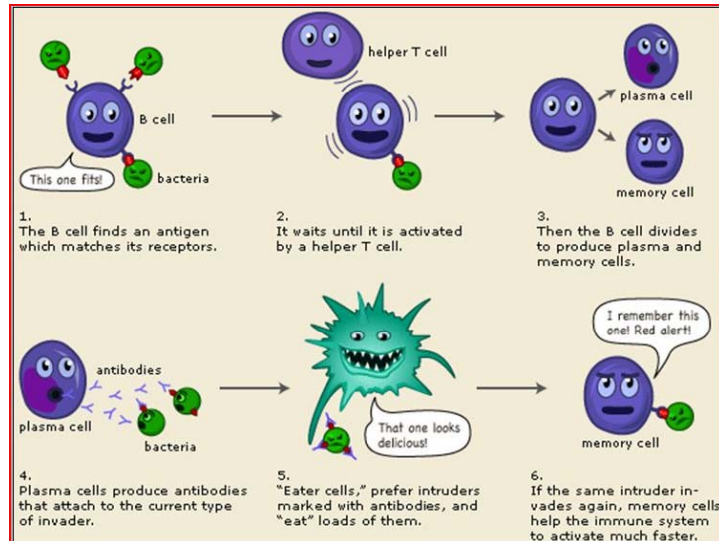 helper T cell
B cell
This one fits!
bacteria
plasma cell
memory cell
1.
The B cell finds an antigen
which matches its receptors.
2.
It waits until it is activated
by a helper T cell.
3.
Then the B cell divides
to produce plasma and
memory cells.
antibodies
plasma cell
bacteria
That one looks
delicious!
I remember this
one! Red alert!
memory cell
4.
Plasma cells produce antibodies
that attach to the current type
of invader.
5.
“Eater cells,” prefer intruders
marked with antibodies, and
“eat” loads of them.
6.
If the same intruder in-
vades again, memory cells
help the immune system
to activate much faster.